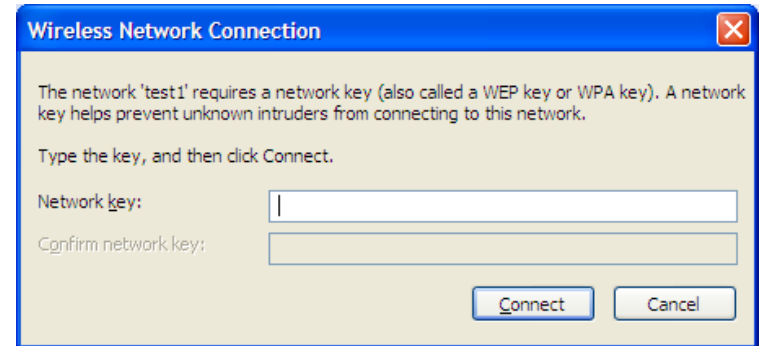 Wireless Network Connection
The network 'test1' requires a network key (also called a WEP key or WPA key). A network
key helps prevent unknown intruders from connecting to this network.
Type the key, and then click Connect.
Network key:
Confirm network key:
Connect Cancel